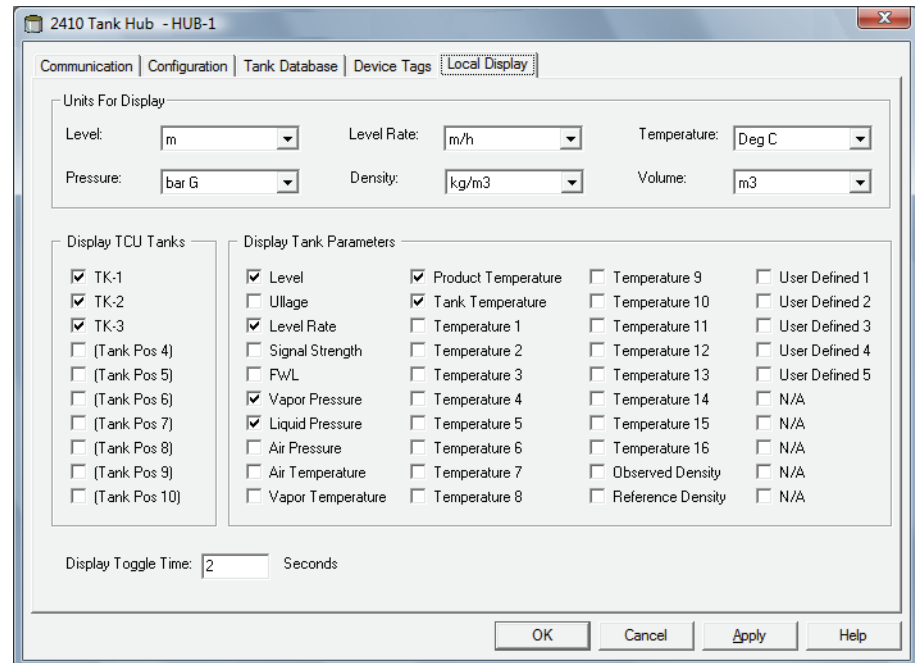 2410 Tank Hub - HUB-1
Communication Configuration Tank Database Device Tags Local Display
Units For Display
Level: m Level Rate: m/h Temperature: Deg C
Pressure: bar G Density: kg/m3 Volume: m3
Display TCU Tanks Display Tank Parameters
TK-1 Level Product Temperature Temperature 9 User Defined 1
TK-2 Ullage Tank Temperature Temperature 10 User Defined 2
TK-3 Level Rate Temperature 1 Temperature 11 User Defined 3
(Tank Pos 4) Signal Strength Temperature 2 Temperature 12 User Defined 4
(Tank Pos 5) FWL Temperature 3 Temperature 13 User Defined 5
(Tank Pos 6) Vapor Pressure Temperature 4 Temperature 14 N/A
(Tank Pos 7) Liquid Pressure Temperature 5 Temperature 15 N/A
(Tank Pos 8) Air Pressure Temperature 6 Temperature 16 N/A
(Tank Pos 9) Air Temperature Temperature 7 Observed Density N/A
(Tank Pos 10) Vapor Temperature Temperature 8 Reference Density N/A
Display Toggle Time: 2 Seconds
OK Cancel Apply Help